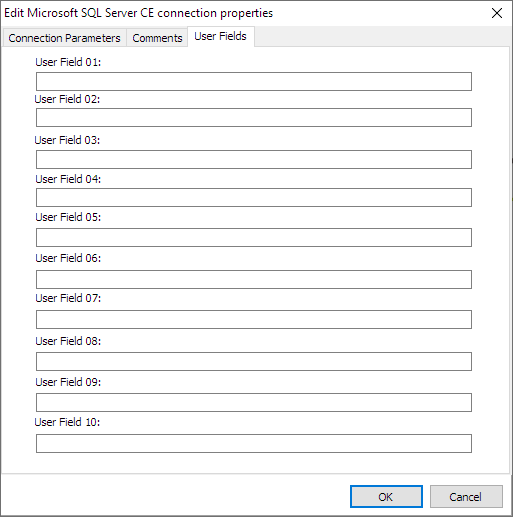 Edit Microsoft SQL Server CE connection properties
Connection Parameters Comments User Fields
User Field 01:
User Field 02:
User Field 03:
User Field 04:
User Field 05:
User Field 06:
User Field 07:
User Field 08:
User Field 09:
User Field 10:
OK Cancel